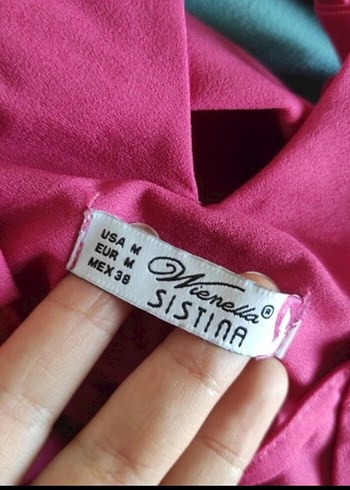 USA M
EUR M
MEX 38
Wienella®
SISTINA